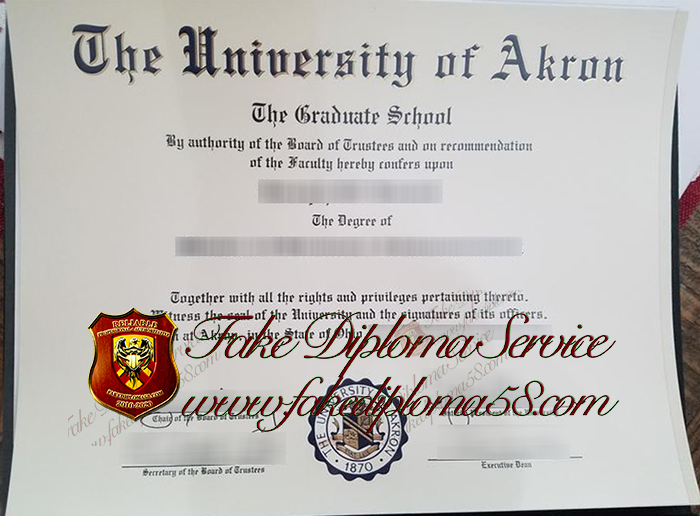 The University of Akron
The Graduate School
By authority of the Board of Trustees and on recommendation
of the Faculty hereby confers upon
The Degree of
Together with all the rights and privileges pertaining thereto.
Witness the seal of the University and the signatures of its officers.
at Akron, in the State of Ohio
RELIABLE
Fake Diploma Service
www.fakediploma58.com
Chair of the Board of Trustees
THE UNIVERSITY OF AKRON
1870
Secretary of the Board of Trustees
Executive Dean